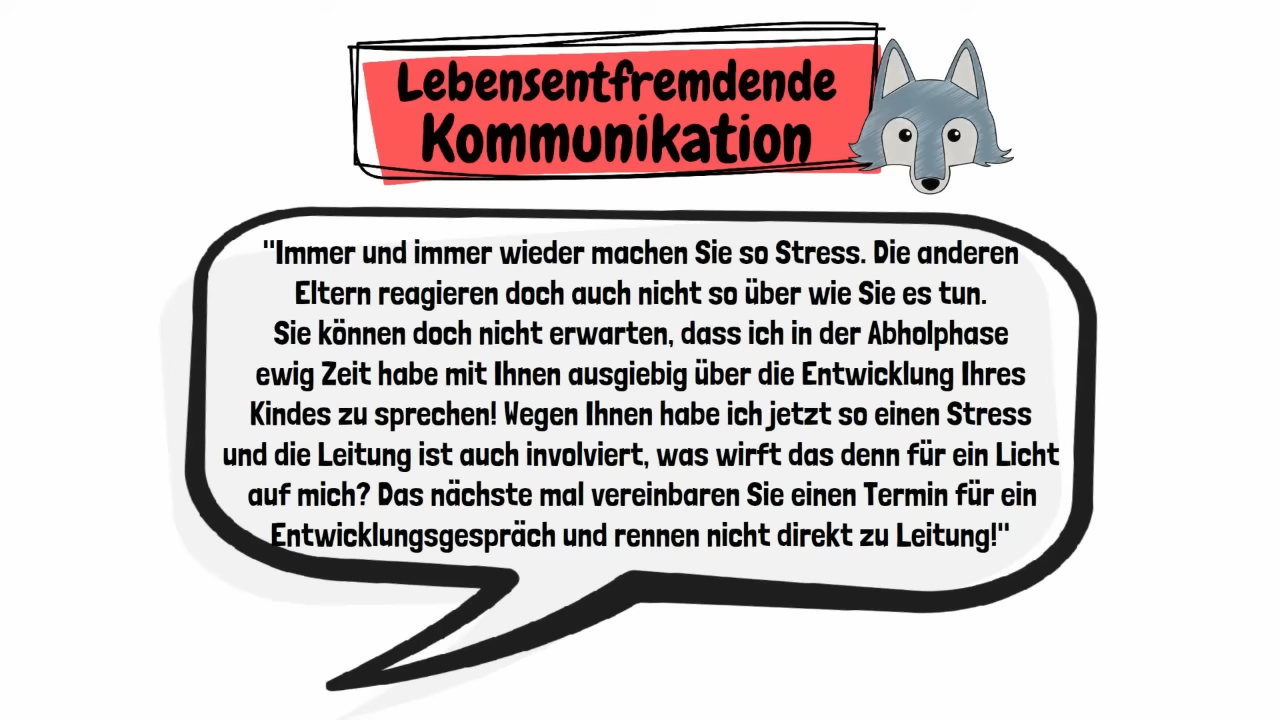 Lebensentfremdende
Kommunikation
"Immer und immer wieder machen Sie so Stress. Die anderen
Eltern reagieren doch auch nicht so über wie Sie es tun.
Sie können doch nicht erwarten, dass ich in der Abholphase
ewig Zeit habe mit Ihnen ausgiebig über die Entwicklung Ihres
Kindes zu sprechen! Wegen Ihnen habe ich jetzt so einen Stress
und die Leitung ist auch involviert, was wirft das denn für ein Licht
auf mich? Das nächste mal vereinbaren Sie einen Termin für ein
Entwicklungsgespräch und rennen nicht direkt zu Leitung!"